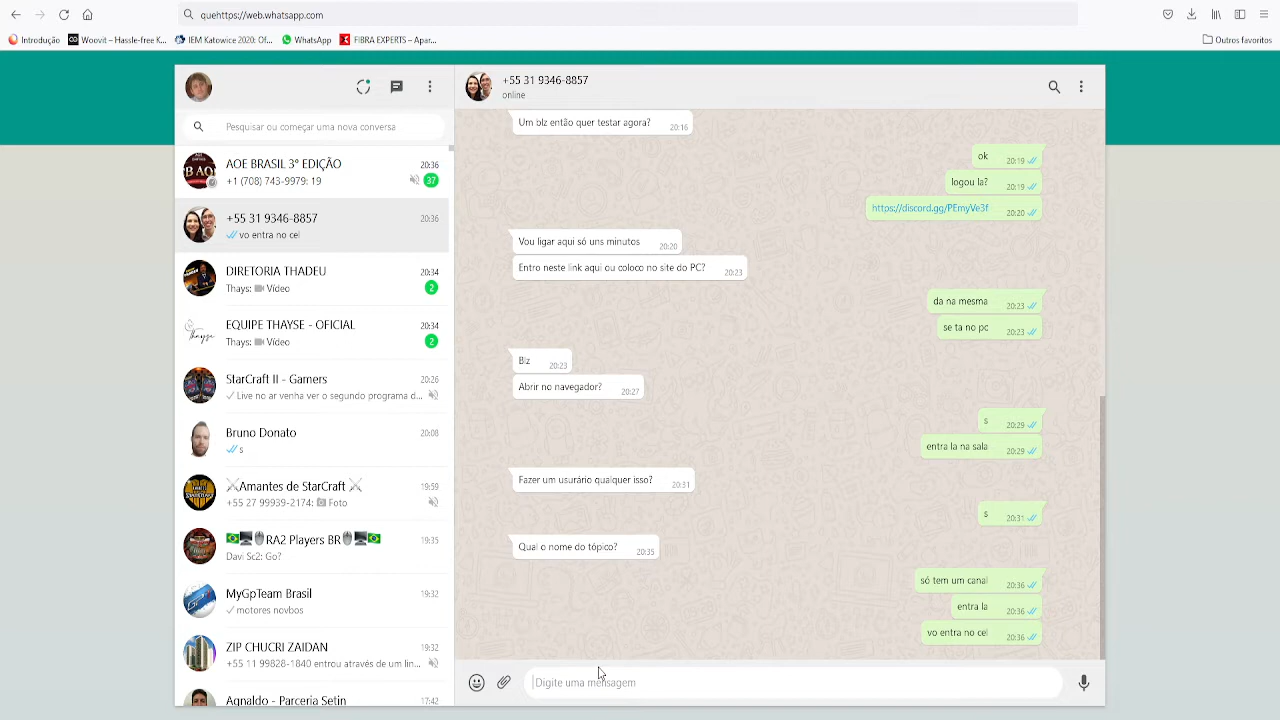 quehttps://web.whatsapp.com
Introdução
Woovit – Hassle-free K...
IEM Katowice 2020: Of...
WhatsApp
FIBRA EXPERTS – Apar...
Outros favoritos
Pesquisar ou começar uma nova conversa
AOE BRASIL 3º EDIÇÃO 20:36
+1 (708) 743-9979: 19 37
+55 31 9346-8857 20:36
vo entra no cel
DIRETORIA THADEU 20:34
Thays: Vídeo 2
EQUIPE THAYSE - OFICIAL 20:34
Thays: Vídeo 2
StarCraft II - Gamers 20:26
Live no ar venha ver o segundo programa d...
Bruno Donato 20:08
s
Amantes de StarCraft 19:59
+55 27 99939-2174: Foto
RA2 Players BR 19:35
Davi Sc2: Go?
MyGpTeam Brasil 19:32
motores novbos
ZIP CHUCRI ZAIDAN 19:32
+55 11 99828-1840 entrou através de um lin...
Agnaldo - Parceria Setin 17:42
+55 31 9346-8857
online
Um blz então quer testar agora? 20:16
ok 20:19
logou la? 20:19
https://discord.gg/PEmyVe3f 20:20
Vou ligar aqui só uns minutos 20:20
Entro neste link aqui ou coloco no site do PC? 20:23
da na mesma 20:23
se ta no pc 20:23
Blz 20:23
Abrir no navegador? 20:27
s 20:29
entra la na sala 20:29
Fazer um usurário qualquer isso? 20:31
s 20:31
Qual o nome do tópico? 20:35
só tem um canal 20:36
entra la 20:36
vo entra no cel 20:36
Digite uma mensagem